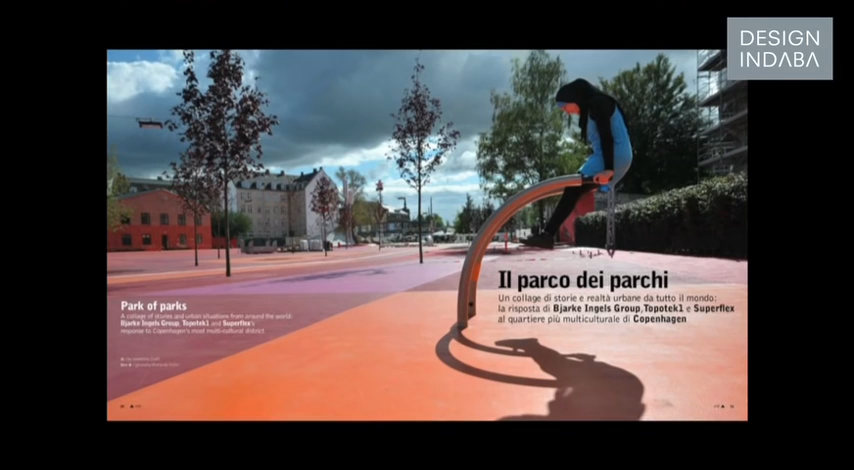 DESIGN
INDABA
Il parco dei parchi
Un collage di storie e realtà urbane da tutto il mondo:
la risposta di Bjarke Ingels Group, Topotek1 e Superflex
al quartiere più multiculturale di Copenhagen
Park of parks
A collage of stories and urban situations from around the world:
Bjarke Ingels Group, Topotek1 and Superflex's
response to Copenhagen's most multi-cultural district